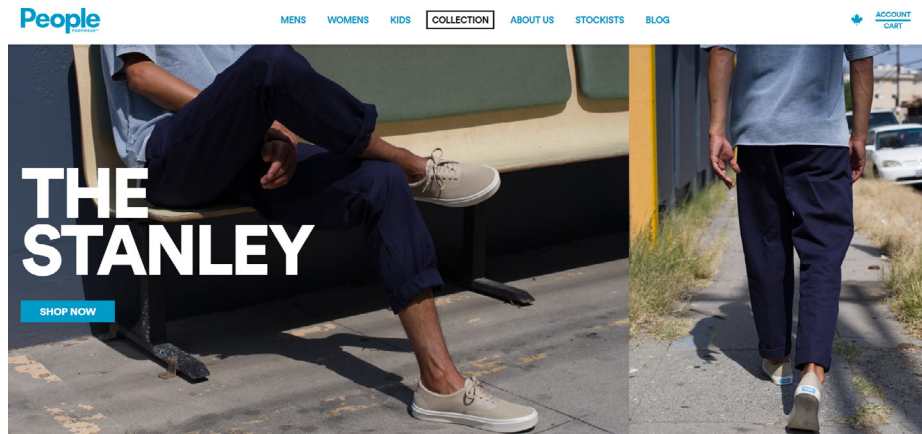 People
FOOTWEAR
MENS
WOMENS
KIDS
COLLECTION
ABOUT US
STOCKISTS
BLOG
ACCOUNT
CART
THE
STANLEY
SHOP NOW